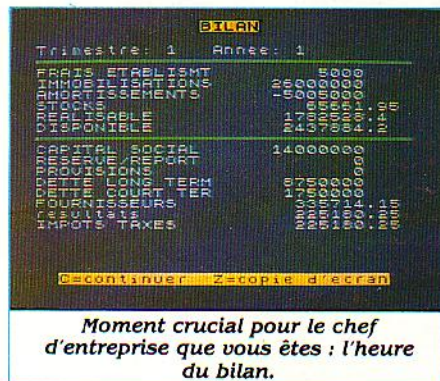 BILAN
Trimestre: 1 Annee: 1
FRAIS ETABLISMT 5000
IMMOBILISATIONS 26000000
AMORTISSEMENTS -5005000
STOCKS 65661.95
REALISABLE 1782528.4
DISPONIBLE 2437884.2
CAPITAL SOCIAL 14000000
RESERVE/REPORT 0
PROVISIONS 0
DETTE LONG TERM 8750000
DETTE COURT TER 1750000
FOURNISSEURS 335714.15
resultats 225180.25
IMPOTS TAXES 225180.25
C=continuer Z=copie d'écran
Moment crucial pour le chef
d'entreprise que vous êtes : l'heure
du bilan.